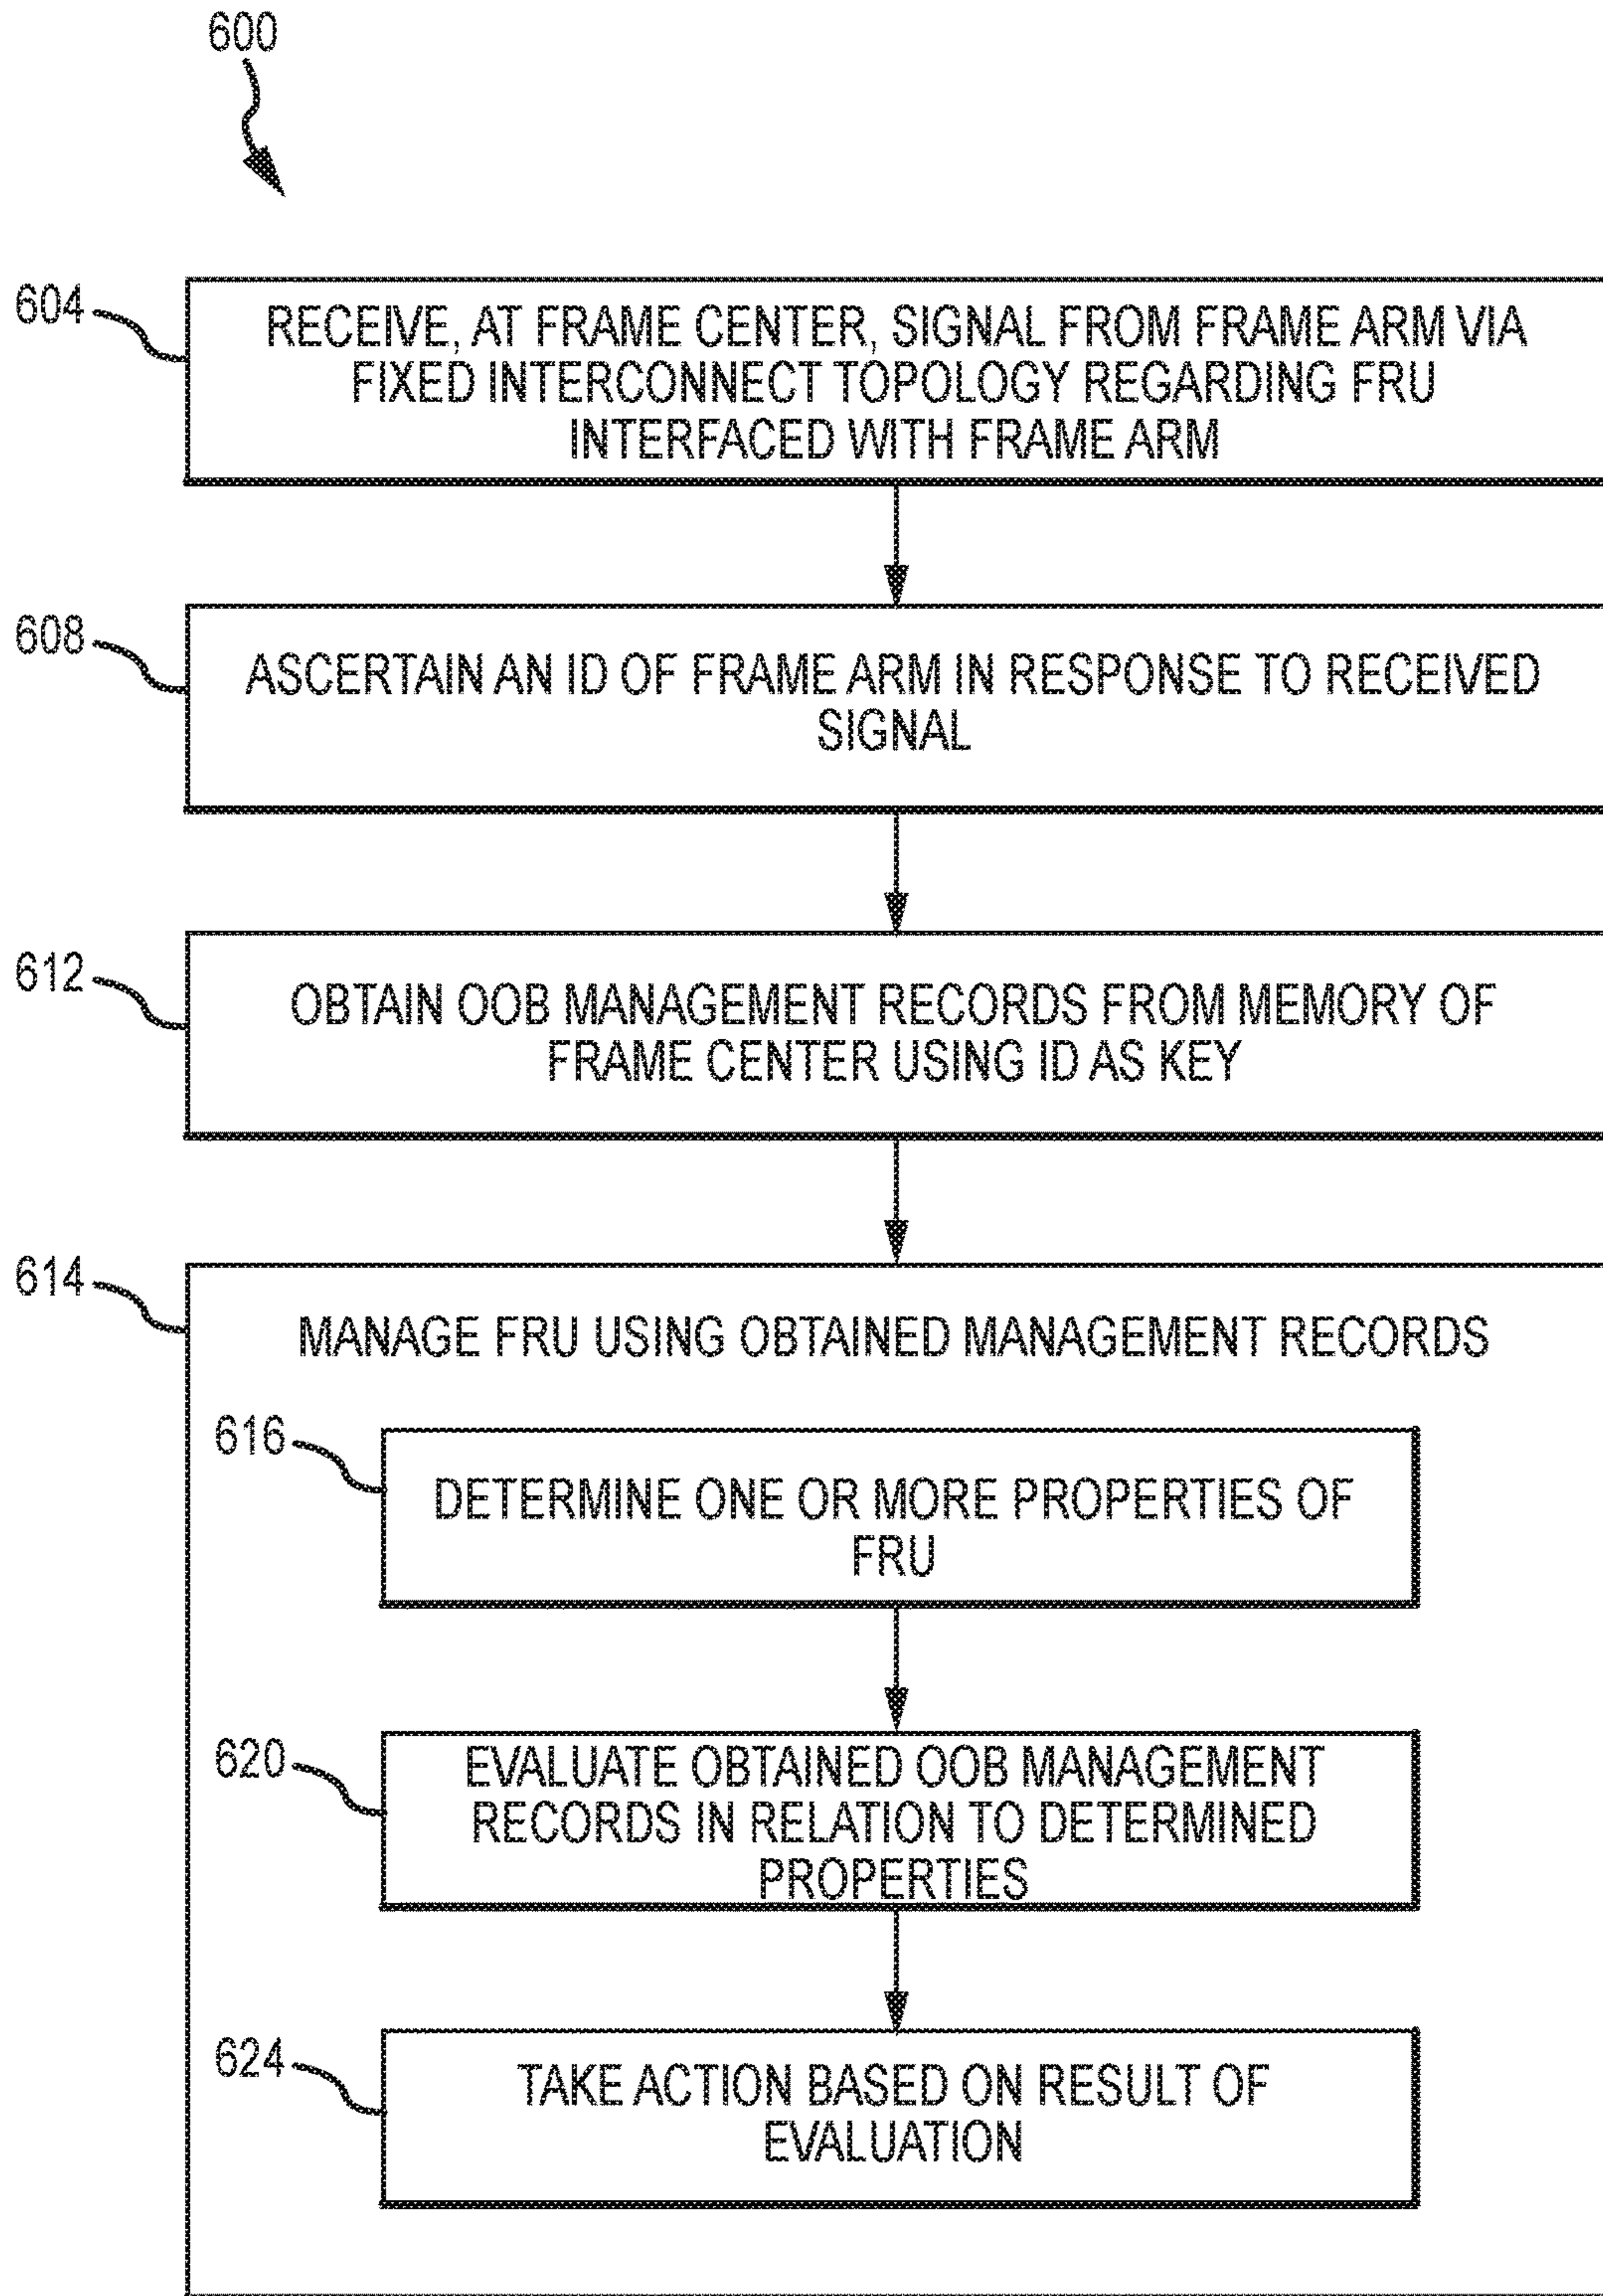 600
604
RECEIVE, AT FRAME CENTER, SIGNAL FROM FRAME ARM VIA
FIXED INTERCONNECT TOPOLOGY REGARDING FRU
INTERFACED WITH FRAME ARM
608
ASCERTAIN AN ID OF FRAME ARM IN RESPONSE TO RECEIVED
SIGNAL
612
OBTAIN OOB MANAGEMENT RECORDS FROM MEMORY OF
FRAME CENTER USING ID AS KEY
614
MANAGE FRU USING OBTAINED MANAGEMENT RECORDS
616
DETERMINE ONE OR MORE PROPERTIES OF
FRU
620
EVALUATE OBTAINED OOB MANAGEMENT
RECORDS IN RELATION TO DETERMINED
PROPERTIES
624
TAKE ACTION BASED ON RESULT OF
EVALUATION